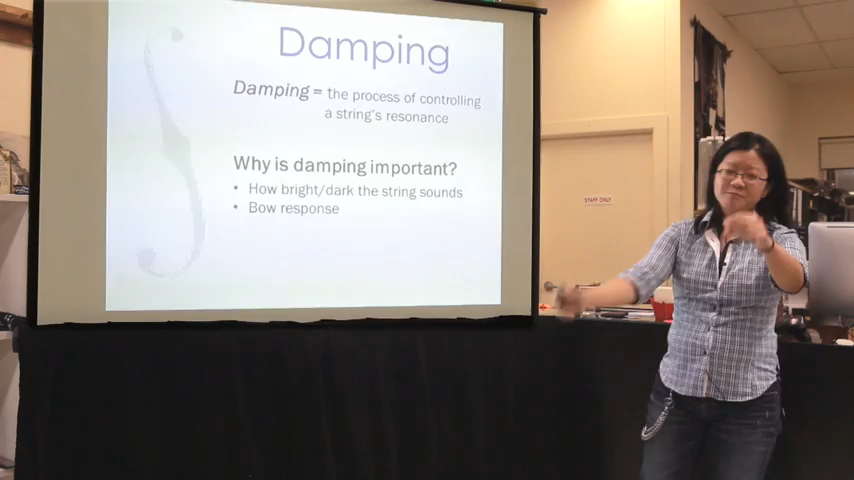 Damping
Damping = the process of controlling
a string's resonance
Why is damping important?
• How bright/dark the string sounds
• Bow response
STAFF ONLY